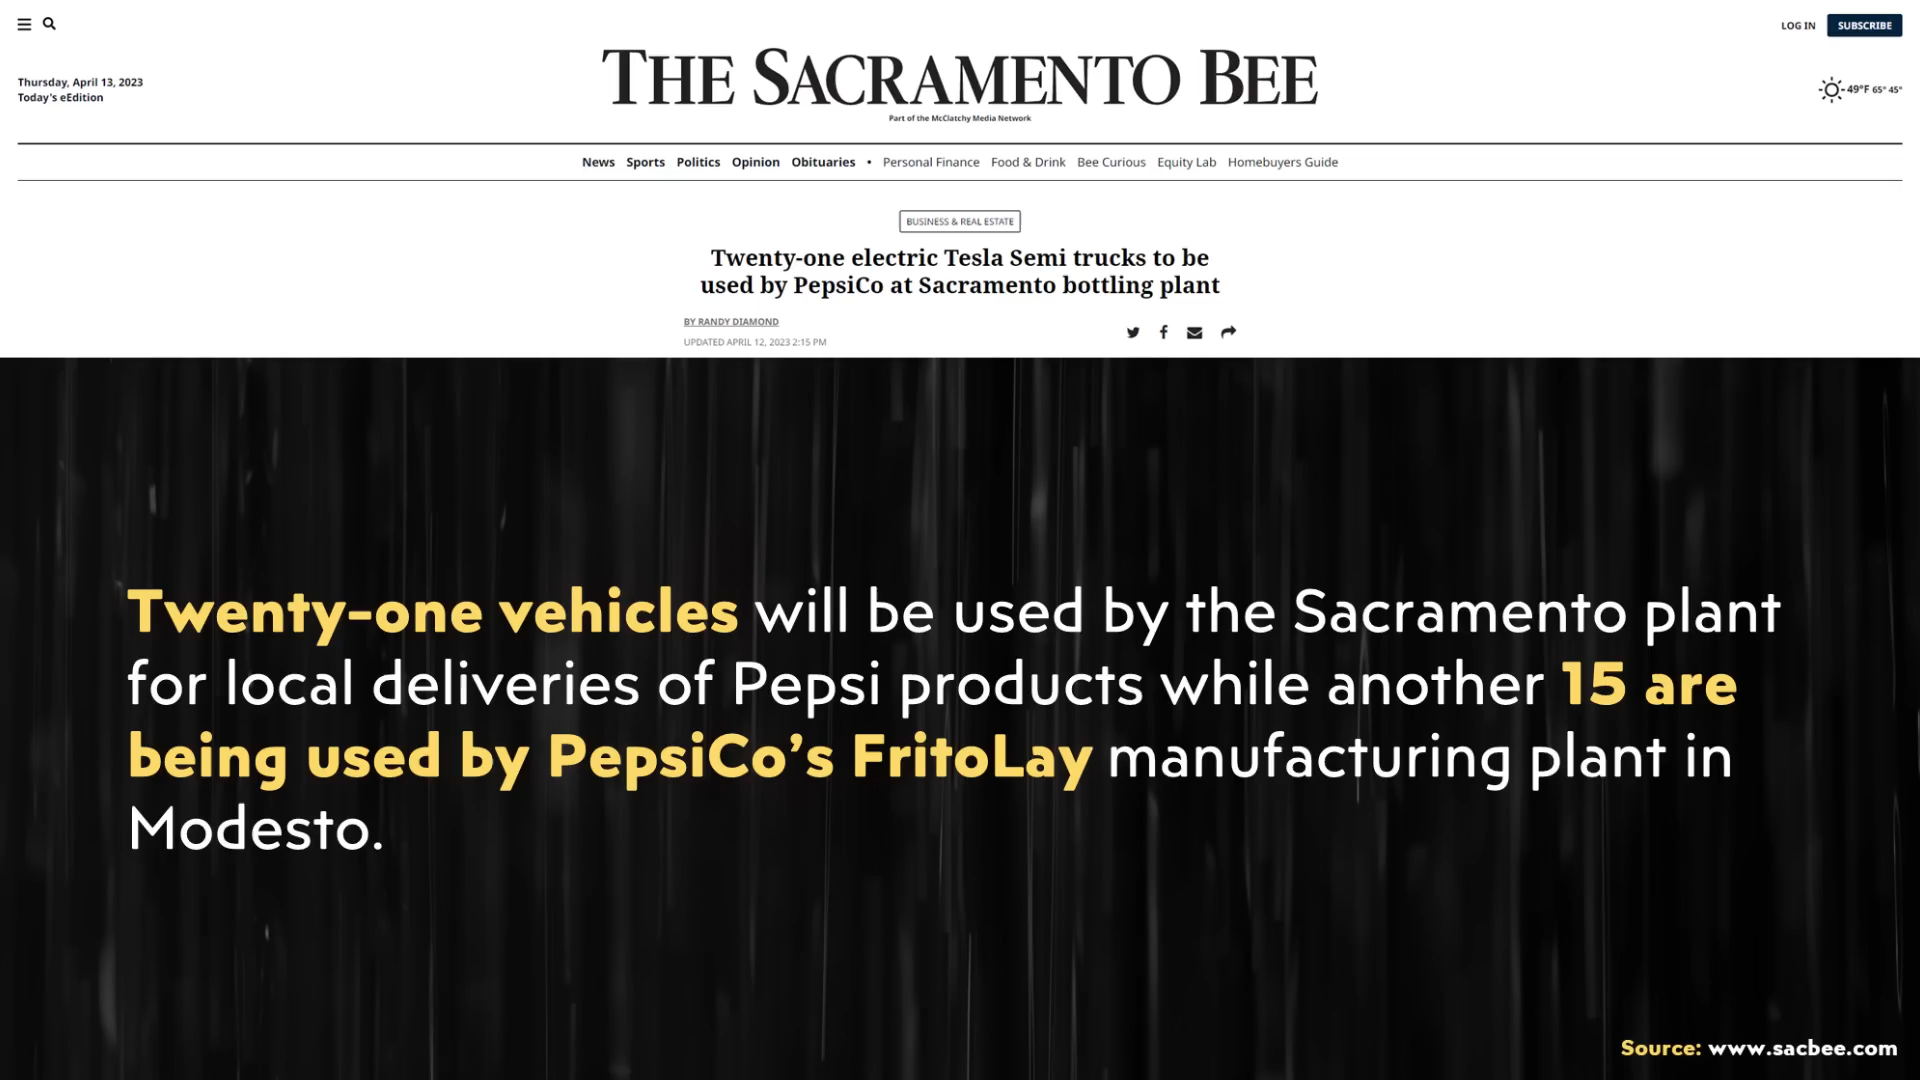 LOG IN
SUBSCRIBE
THE SACRAMENTO BEE
Thursday, April 13, 2023
Today's eEdition
49°F 65° 45°
Part of the McClatchy Media Network
News Sports Politics Opinion Obituaries • Personal Finance Food & Drink Bee Curious Equity Lab Homebuyers Guide
BUSINESS & REAL ESTATE
Twenty-one electric Tesla Semi trucks to be
used by PepsiCo at Sacramento bottling plant
BY RANDY DIAMOND
UPDATED APRIL 12, 2023 2:15 PM
Twenty-one vehicles will be used by the Sacramento plant
for local deliveries of Pepsi products while another 15 are
being used by PepsiCo’s FritoLay manufacturing plant in
Modesto.
Source: www.sacbee.com